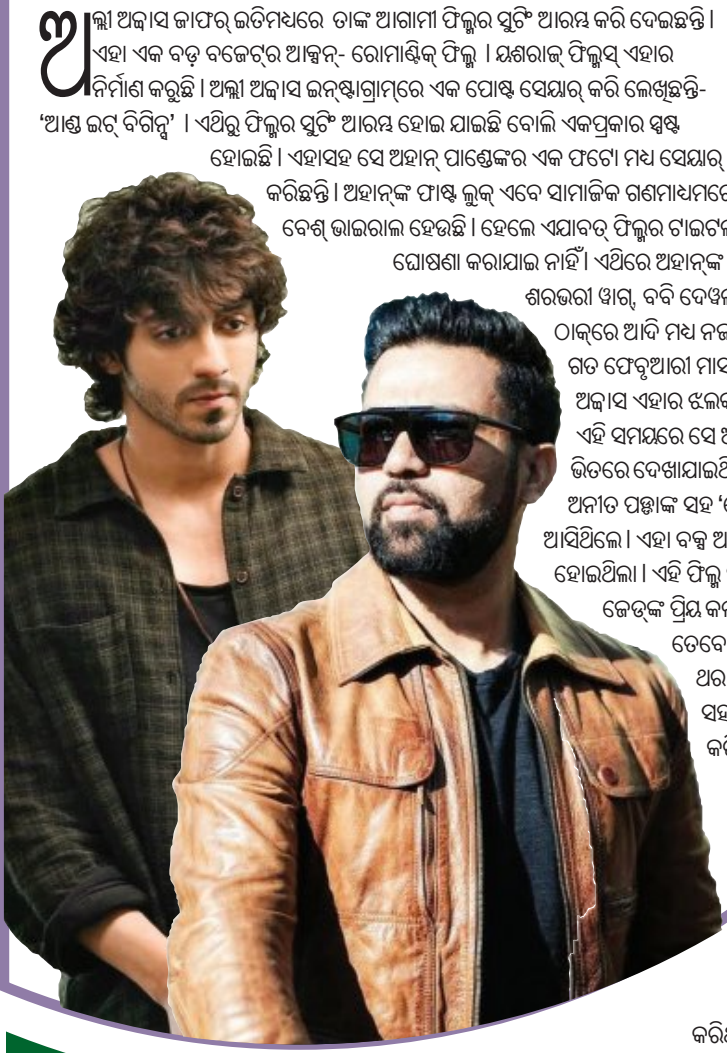 ଅଲ୍ଲୀ ଅବ୍ବାସ ଜାଫର୍ ଇତିମଧ୍ୟରେ ତାଙ୍କ ଆଗାମୀ ଫିଲ୍ମର ସୁଟିଂ ଆରମ୍ଭ କରି ଦେଇଛନ୍ତି ।
ଏହା ଏକ ବଡ଼ ବଜେଟ୍‌ର ଆକ୍ସନ୍- ରୋମାଣ୍ଟିକ୍ ଫିଲ୍ମ । ୟଶରାଜ୍ ଫିଲ୍ମସ୍ ଏହାର
ନିର୍ମାଣ କରୁଛି । ଅଲ୍ଲୀ ଅବ୍ବାସ ଇନ୍‌ଷ୍ଟାଗ୍ରାମ୍‌ରେ ଏକ ପୋଷ୍ଟ ସେୟାର୍ କରି ଲେଖିଛନ୍ତି-
‘ଆଣ୍ଡ ଇଟ୍ ବିଗିନ୍ସ’ । ଏଥିରୁ ଫିଲ୍ମର ସୁଟିଂ ଆରମ୍ଭ ହୋଇ ଯାଇଛି ବୋଲି ଏକପ୍ରକାର ସ୍ପଷ୍ଟ
ହୋଇଛି । ଏହାସହ ସେ ଅହାନ୍ ପାଣ୍ଡେଙ୍କର ଏକ ଫଟୋ ମଧ୍ୟ ସେୟାର୍
କରିଛନ୍ତି । ଅହାନ୍‌ଙ୍କ ଫାଷ୍ଟ ଲୁକ୍ ଏବେ ସାମାଜିକ ଗଣମାଧ୍ୟମରେ
ବେଶ୍ ଭାଇରାଲ ହେଉଛି । ହେଲେ ଏଯାବତ୍ ଫିଲ୍ମର ଟାଇଟଲ
ଘୋଷଣା କରାଯାଇ ନାହିଁ । ଏଥିରେ ଅହାନ୍‌ଙ୍କ
ଶରଭରୀ ୱାଗ୍, ବବି ଦେଓଲ
ଠାକ୍‌ରେ ଆଦି ମଧ୍ୟ
ଗତ ଫେବୃଆରୀ ମାସ
ଅବ୍ବାସ ଏହାର ଝଲକ
ଏହି ସମୟରେ ସେ
ଭିତରେ
ଅନୀତ ପଡ୍ଡାଙ୍କ ସହ
ଆସିଥିଲେ । ଏହା ବକ୍ସ
ହୋଇଥିଲା । ଏହି ଫିଲ୍ମ
ଜେଡ୍‌ଙ୍କ ପ୍ରିୟ
ତେବେ
ଥର
ସହ